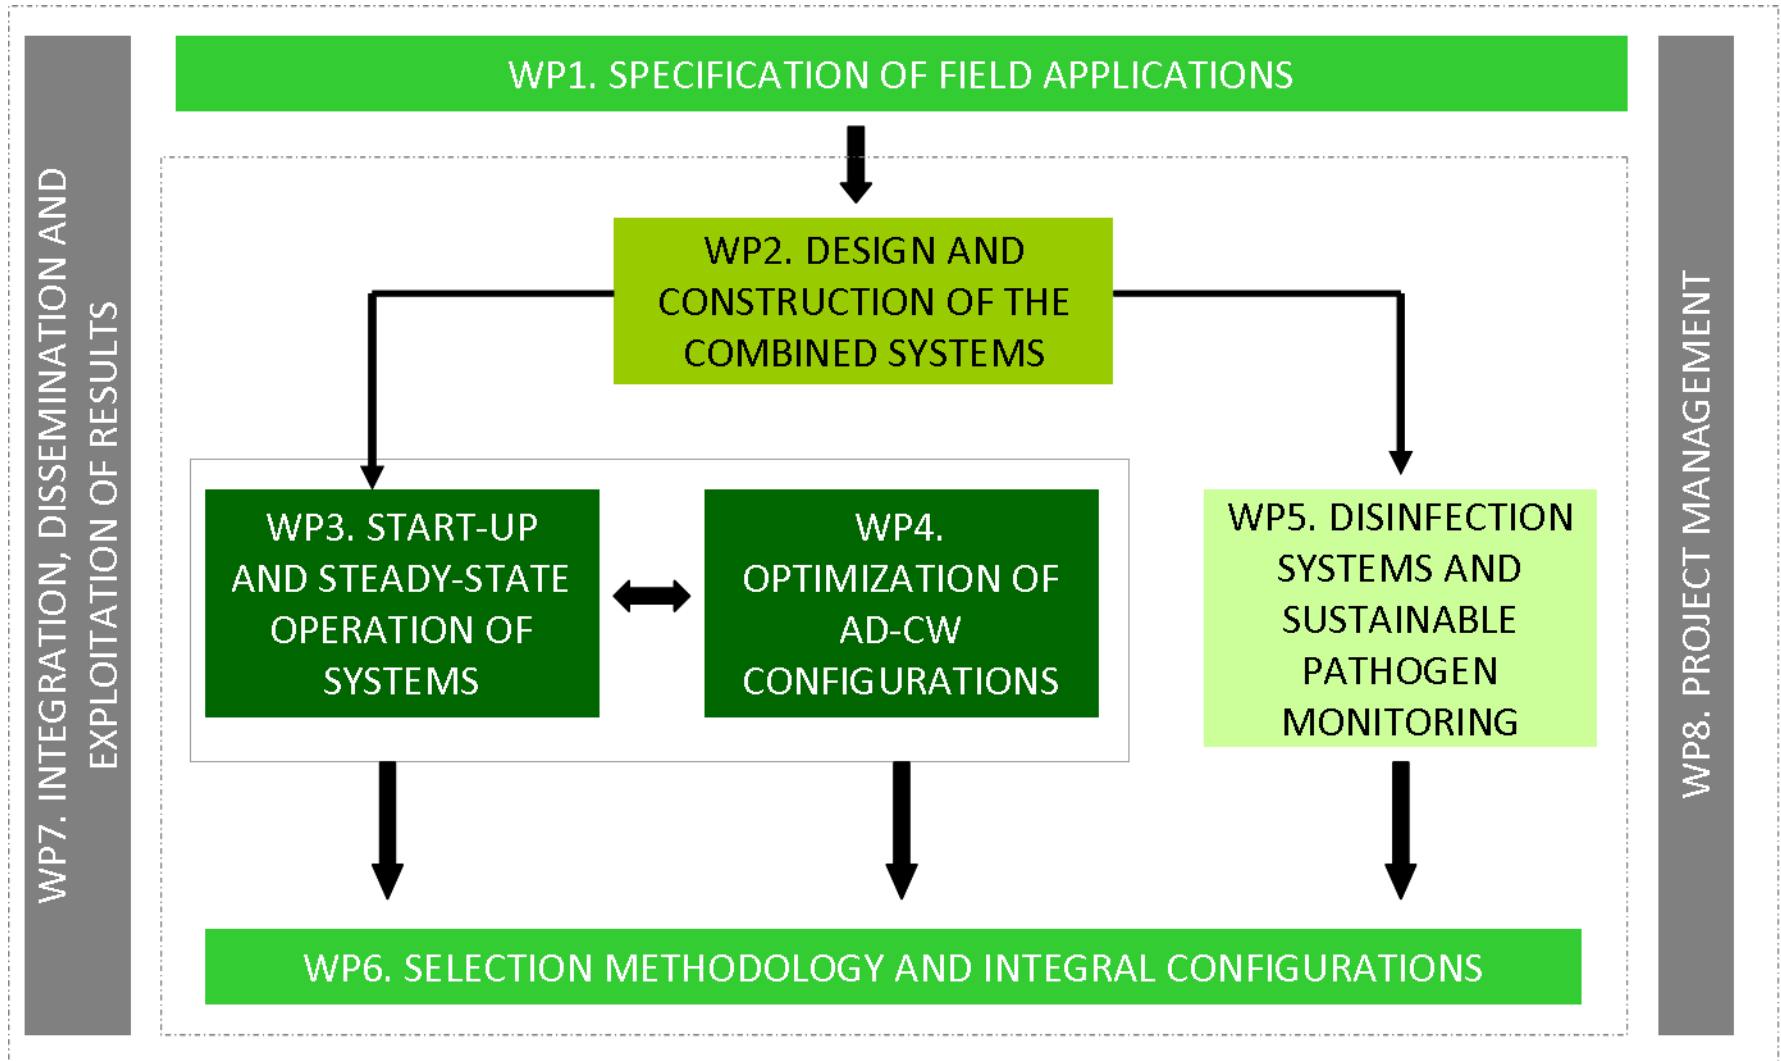 WP1. SPECIFICATION OF FIELD APPLICATIONS
WP2. DESIGN AND
CONSTRUCTION OF THE
COMBINED SYSTEMS
WP3. START-UP
AND STEADY-STATE
OPERATION OF
SYSTEMS
WP4.
OPTIMIZATION OF
AD-CW
CONFIGURATIONS
WP5. DISINFECTION
SYSTEMS AND
SUSTAINABLE
PATHOGEN
MONITORING
WP6. SELECTION METHODOLOGY AND INTEGRAL CONFIGURATIONS
WP7. INTEGRATION, DISSEMINATION AND
EXPLOITATION OF RESULTS
WP8. PROJECT MANAGEMENT